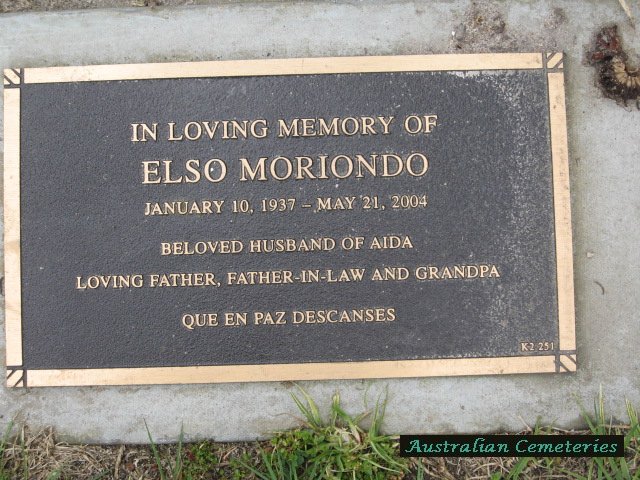 IN LOVING MEMORY OF
ELSO MORIONDO
JANUARY 10, 1937 – MAY 21, 2004
BELOVED HUSBAND OF AIDA
LOVING FATHER, FATHER-IN-LAW AND GRANDPA
QUE EN PAZ DESCANSES
K2 251
Australian Cemeteries